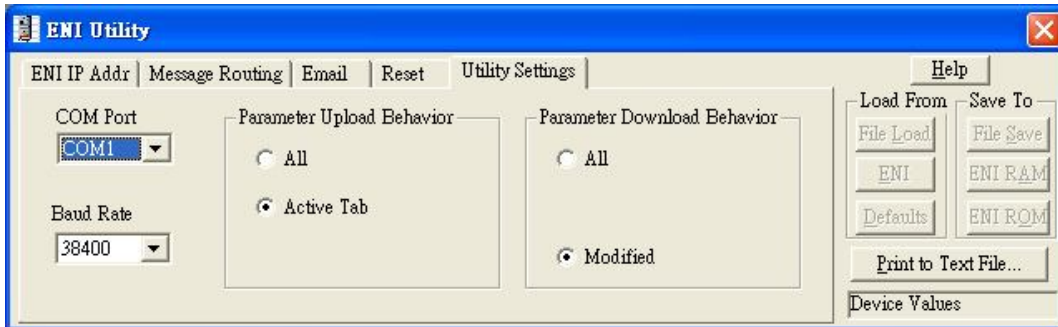 ENI Utility
ENI IP Addr
Message Routing
Email
Reset
Utility Settings
COM Port
COM1
Baud Rate
38400
Parameter Upload Behavior
All
Active Tab
Parameter Download Behavior
All
Modified
Help
Load From
File Load
ENI
Defaults
Save To
File Save
ENI RAM
ENI ROM
Print to Text File...
Device Values